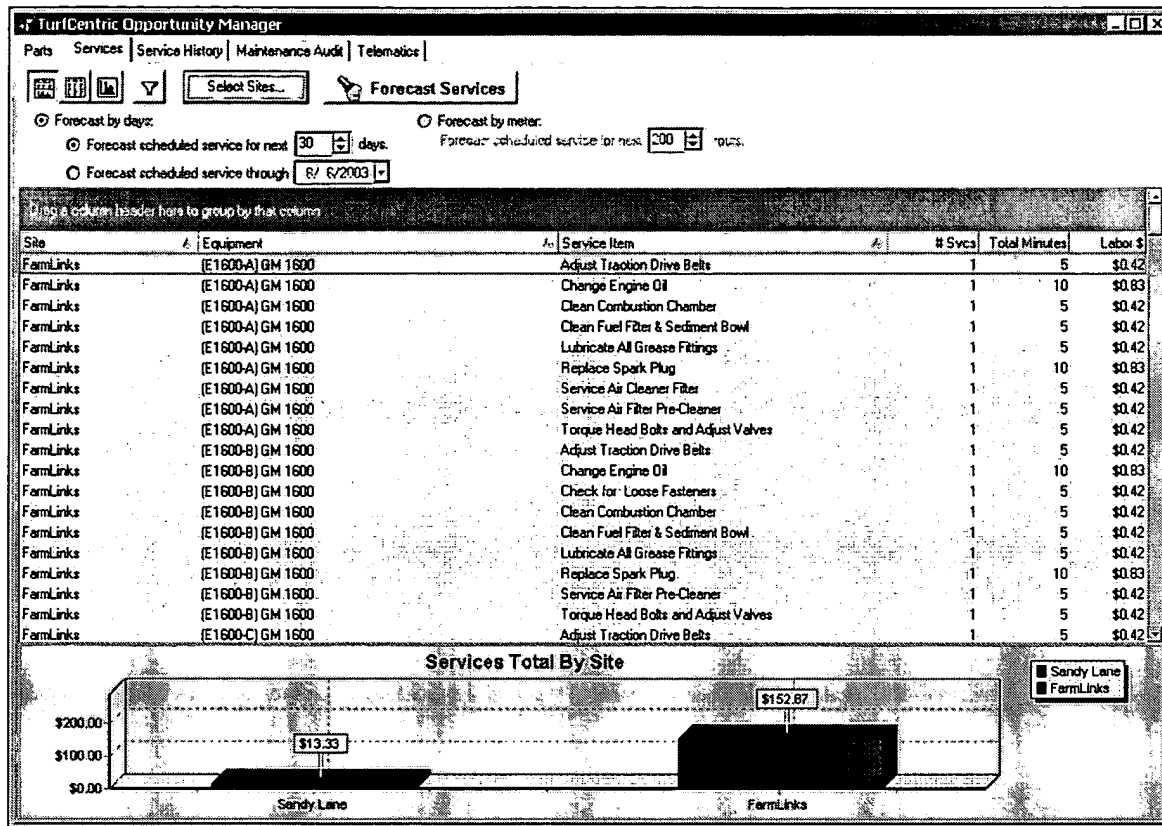 TurfCentric Opportunity Manager
Parts Services Service History Maintenance Audit Telematics
Select Sites... Forecast Services
Forecast by days: Forecast by meter:
Forecast scheduled service for next 30 days. Forecast scheduled service for next 200 hours.
Forecast scheduled service through 8/ 6/2003
Drag a column header here to group by that column
Site Equipment Service Item # Svcs Total Minutes Labor $
FarmLinks (E1600-A) GM 1600 Adjust Traction Drive Belts 1 5 $0.42
FarmLinks (E1600-A) GM 1600 Change Engine Oil 1 10 $0.83
FarmLinks (E1600-A) GM 1600 Clean Combustion Chamber 1 5 $0.42
FarmLinks (E1600-A) GM 1600 Clean Fuel Filter & Sediment Bowl 1 5 $0.42
FarmLinks (E1600-A) GM 1600 Lubricate All Grease Fittings 1 5 $0.42
FarmLinks (E1600-A) GM 1600 Replace Spark Plug 1 10 $0.83
FarmLinks (E1600-A) GM 1600 Service Air Cleaner Filter 1 5 $0.42
FarmLinks (E1600-A) GM 1600 Service Air Filter Pre-Cleaner 1 5 $0.42
FarmLinks (E1600-A) GM 1600 Torque Head Bolts and Adjust Valves 1 5 $0.42
FarmLinks (E1600-B) GM 1600 Adjust Traction Drive Belts 1 5 $0.42
FarmLinks (E1600-B) GM 1600 Change Engine Oil 1 10 $0.83
FarmLinks (E1600-B) GM 1600 Check for Loose Fasteners 1 5 $0.42
FarmLinks (E1600-B) GM 1600 Clean Combustion Chamber 1 5 $0.42
FarmLinks (E1600-B) GM 1600 Clean Fuel Filter & Sediment Bowl 1 5 $0.42
FarmLinks (E1600-B) GM 1600 Lubricate All Grease Fittings 1 5 $0.42
FarmLinks (E1600-B) GM 1600 Replace Spark Plug 1 10 $0.83
FarmLinks (E1600-B) GM 1600 Service Air Filter Pre-Cleaner 1 5 $0.42
FarmLinks (E1600-B) GM 1600 Torque Head Bolts and Adjust Valves 1 5 $0.42
FarmLinks (E1600-C) GM 1600 Adjust Traction Drive Belts 1 5 $0.42
Services Total By Site
Sandy Lane
FarmLinks
$152.87
$200.00
$13.33
$100.00
$0.00
Sandy Lane FarmLinks